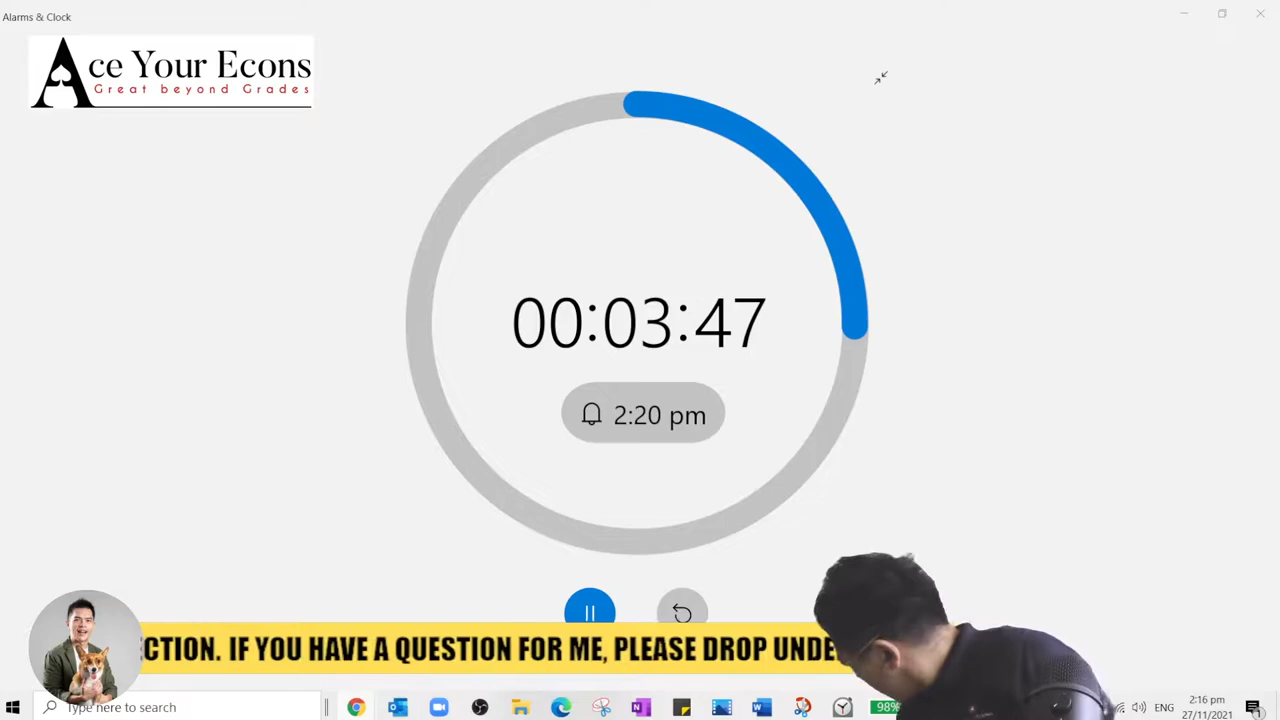 Alarms & Clock
Ace Your Econs
Great beyond Grades
00:03:47
2:20 pm
ECTION. IF YOU HAVE A QUESTION FOR ME, PLEASE DROP UNDE
Type here to search
98%
ENG
2:16 pm
27/11/2021